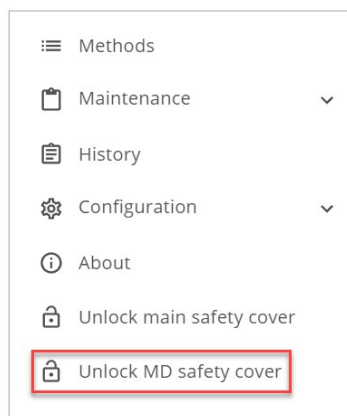 Methods
Maintenance
History
Configuration
About
Unlock main safety cover
Unlock MD safety cover